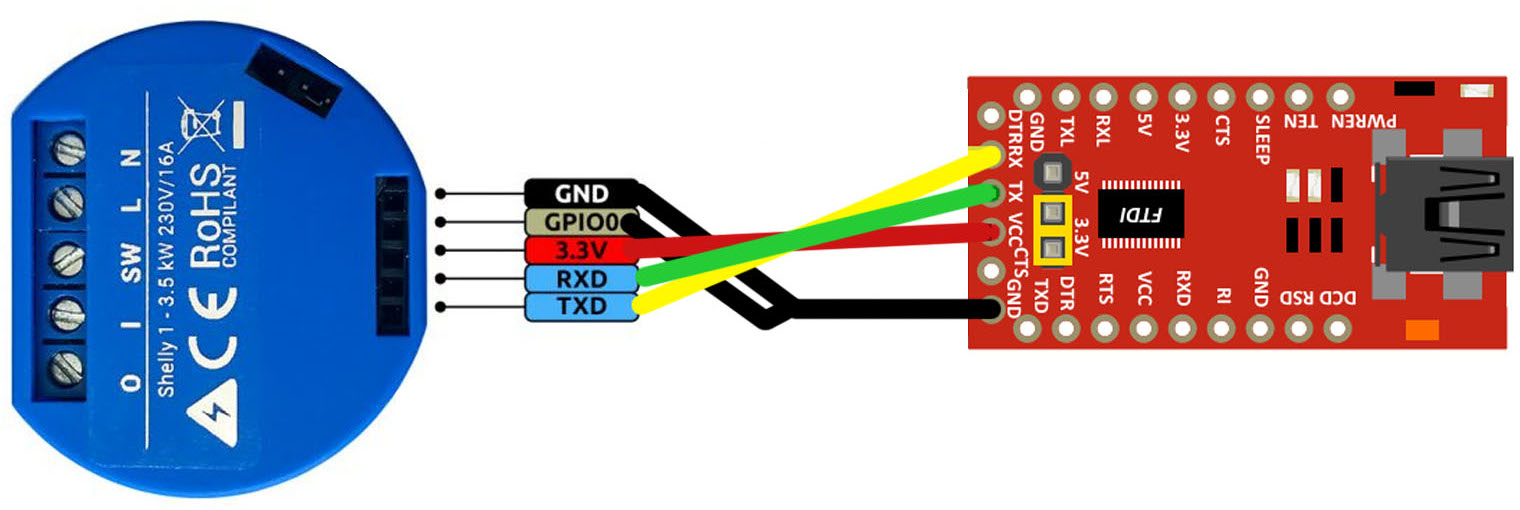 O I SW L N
Shelly 1 - 3.5 kW 230V/16A
CE RoHS
COMPILANT
GND
GPIO0
3.3V
RXD
TXD
DTR
RX
TX
VCC
CTS
GND
GND TXL RXL 5V 3.3V CTS SLEEP TEN PWREN
5V
3.3V
FTDI
TXD DTR RTS VCC RXD RI GND RSD DCD